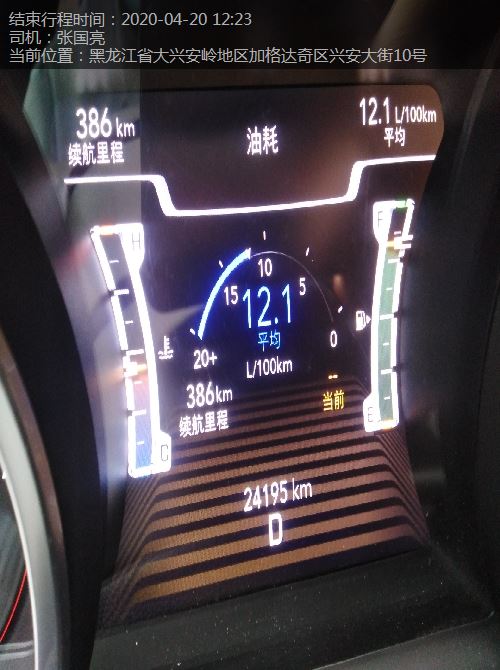 结束行程时间：2020-04-20 12:23
司机：张国亮
当前位置：黑龙江省大兴安岭地区加格达奇区兴安大街10号
386 km
续航里程
油耗
12.1 L/100km
平均
H
F
10
15
5
12.1
20+
平均
0
L/100km
386km
续航里程
--
当前
E
C
24195 km
D